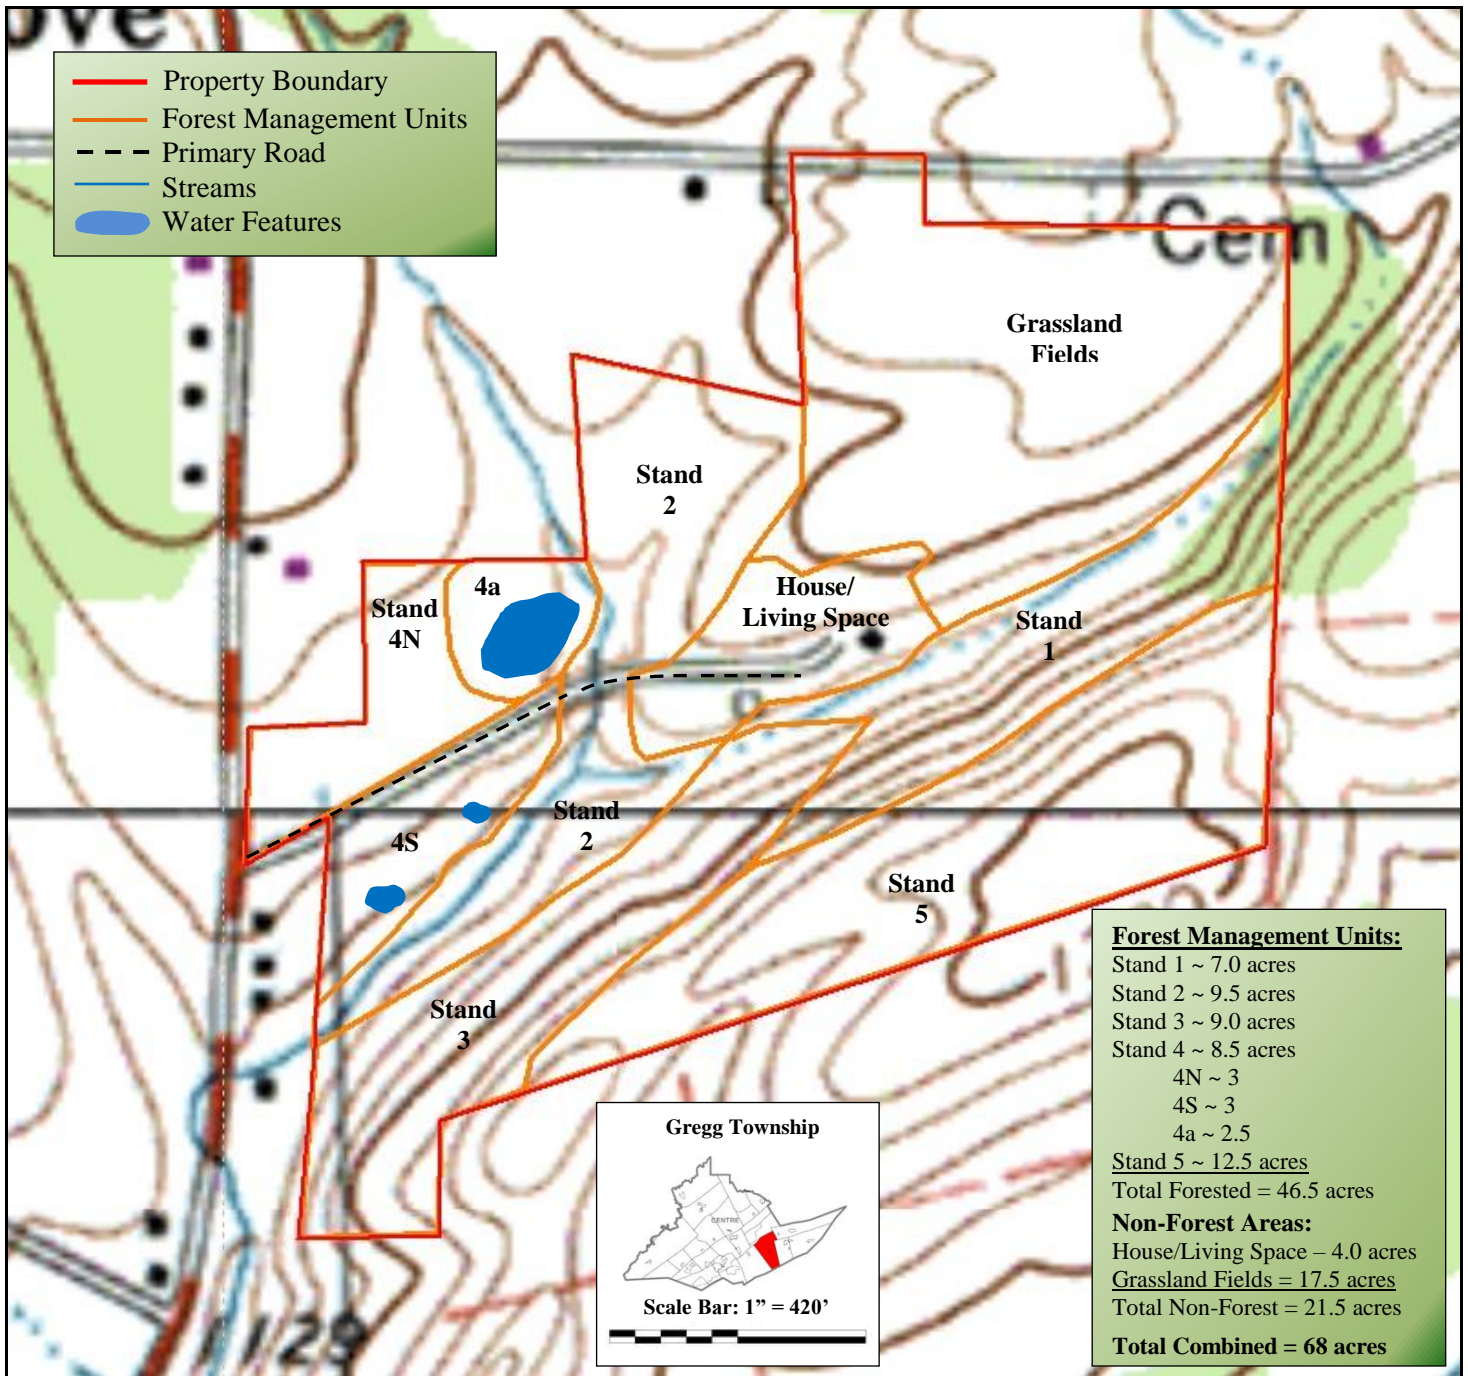 ove
Property Boundary
Forest Management Units
Primary Road
Streams
Water Features
Cem
Grassland
Fields
Stand
2
4a
Stand
4N
House/
Living Space
Stand
1
Stand
2
4S
Stand
5
Stand
3
Forest Management Units:
Stand 1 ~ 7.0 acres
Stand 2 ~ 9.5 acres
Stand 3 ~ 9.0 acres
Stand 4 ~ 8.5 acres
4N ~ 3
4S ~ 3
4a ~ 2.5
Stand 5 ~ 12.5 acres
Total Forested = 46.5 acres
Non-Forest Areas:
House/Living Space – 4.0 acres
Grassland Fields = 17.5 acres
Total Non-Forest = 21.5 acres
Total Combined = 68 acres
Gregg Township
CENTRE
Scale Bar: 1” = 420’
1129